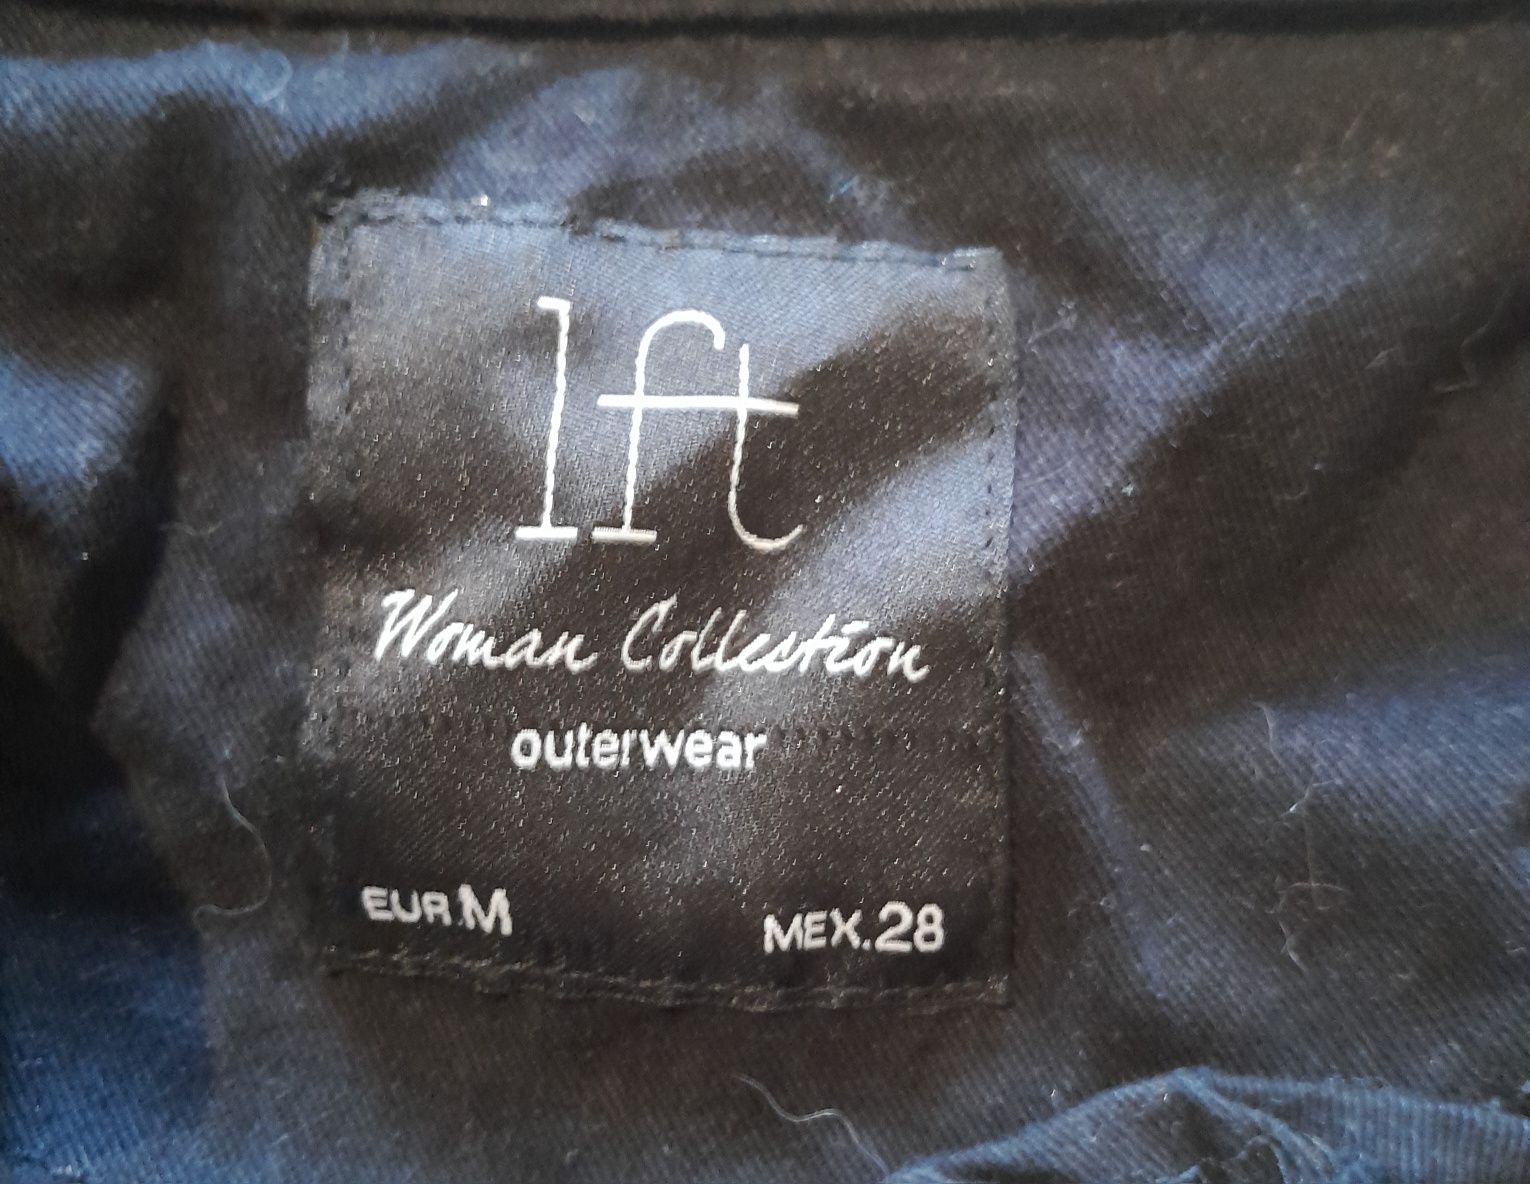 lft
Woman Collection
outerwear
EUR.M MEX.28